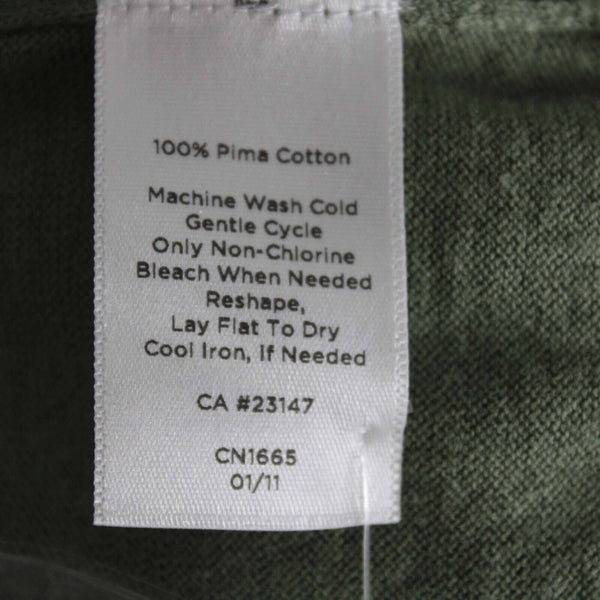 100% Pima Cotton
Machine Wash Cold
Gentle Cycle
Only Non-Chlorine
Bleach When Needed
Reshape,
Lay Flat To Dry
Cool Iron, If Needed
CA #23147
CN1665
01/11